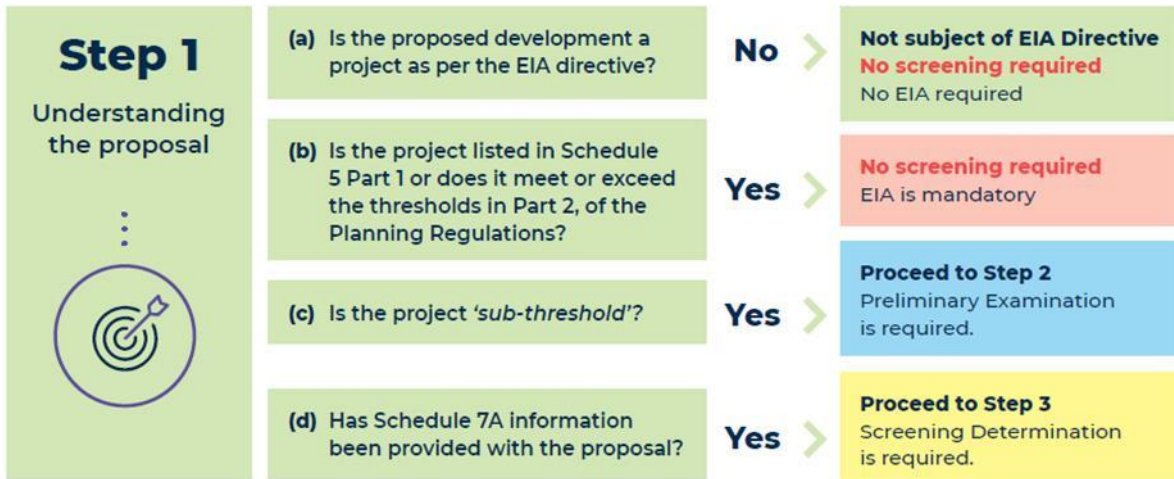 Step 1
Understanding
the proposal
(a) Is the proposed development a
project as per the EIA directive?
No
Not subject of EIA Directive
No screening required
No EIA required
(b) Is the project listed in Schedule
5 Part 1 or does it meet or exceed
the thresholds in Part 2, of the
Planning Regulations?
Yes
No screening required
EIA is mandatory
(c) Is the project ‘sub-threshold’?
Yes
Proceed to Step 2
Preliminary Examination
is required.
(d) Has Schedule 7A information
been provided with the proposal?
Yes
Proceed to Step 3
Screening Determination
is required.